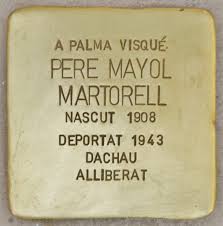 A PALMA VISQUÉ
PERE MAYOL
MARTORELL
NASCUT 1908
DEPORTAT 1943
DACHAU
ALLIBERAT